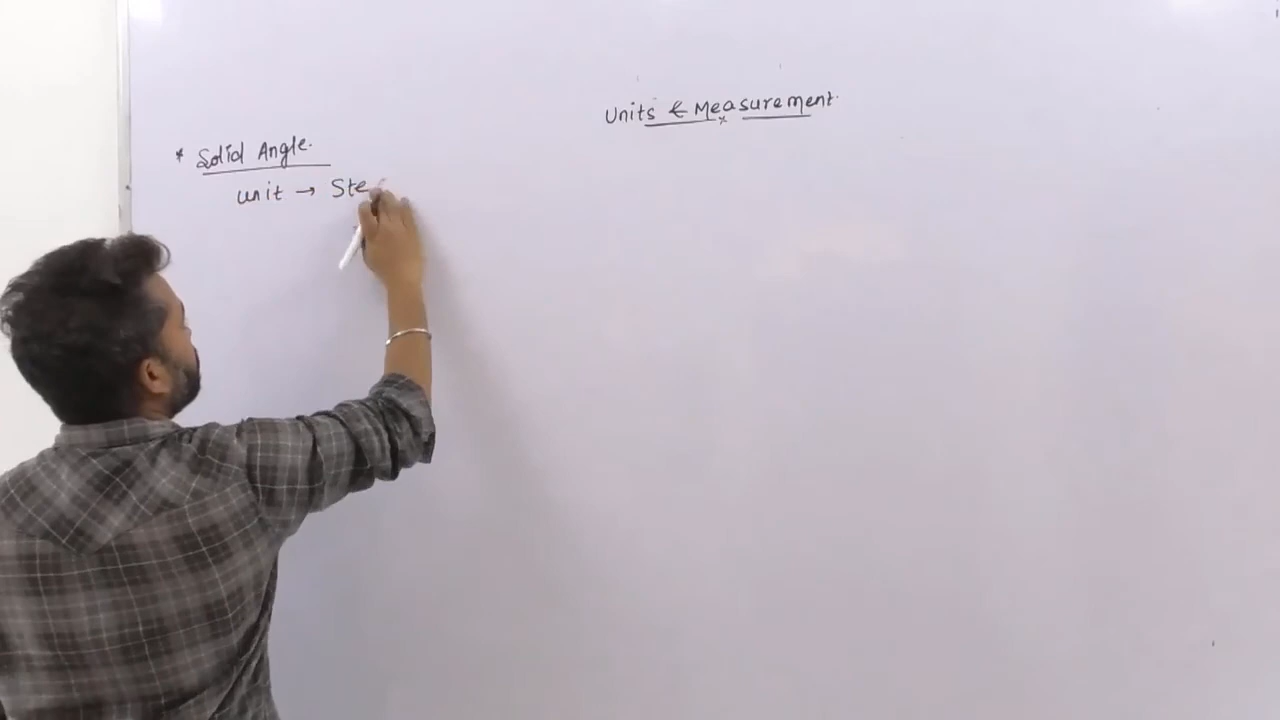 Units & Measurement.
* Solid Angle.
unit → Ste